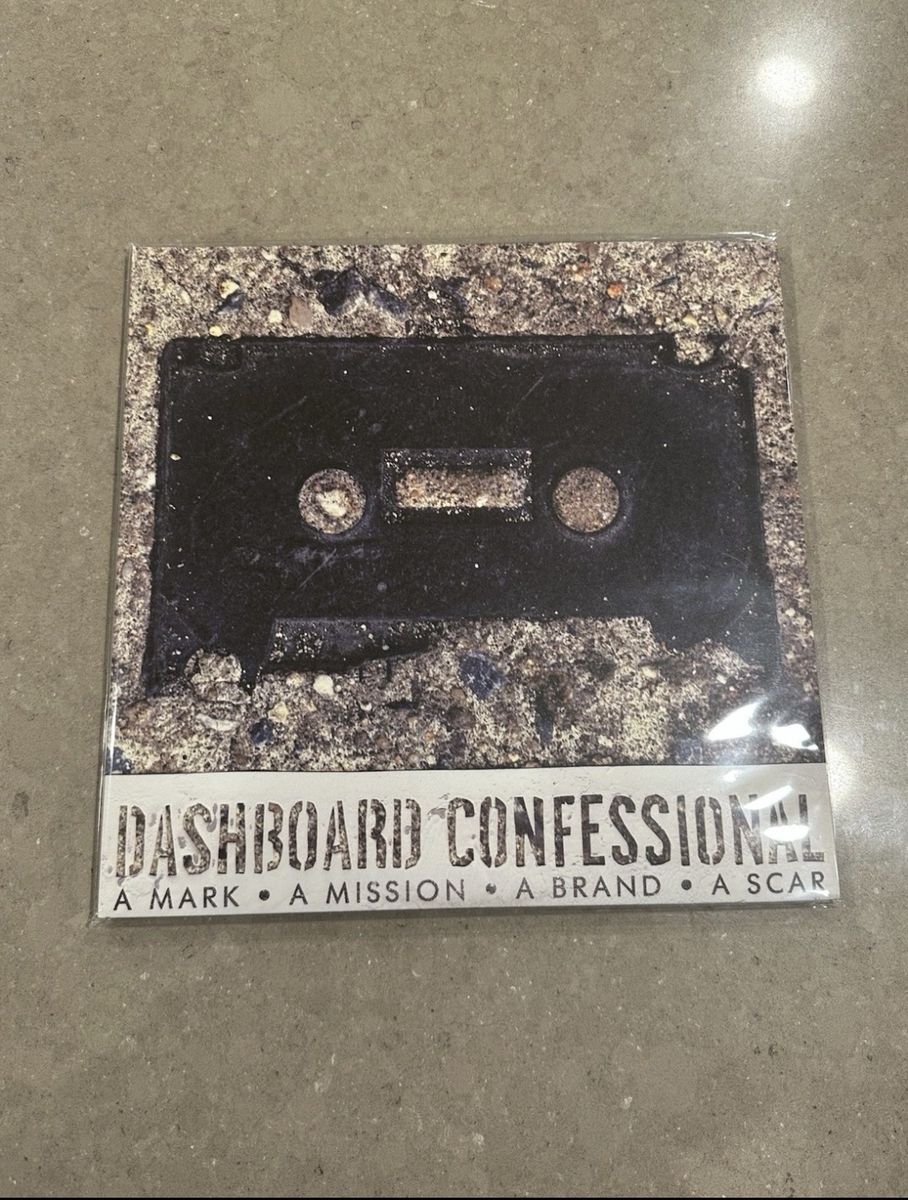 DASHBOARD CONFESSIONAL
A MARK • A MISSION • A BRAND • A SCAR